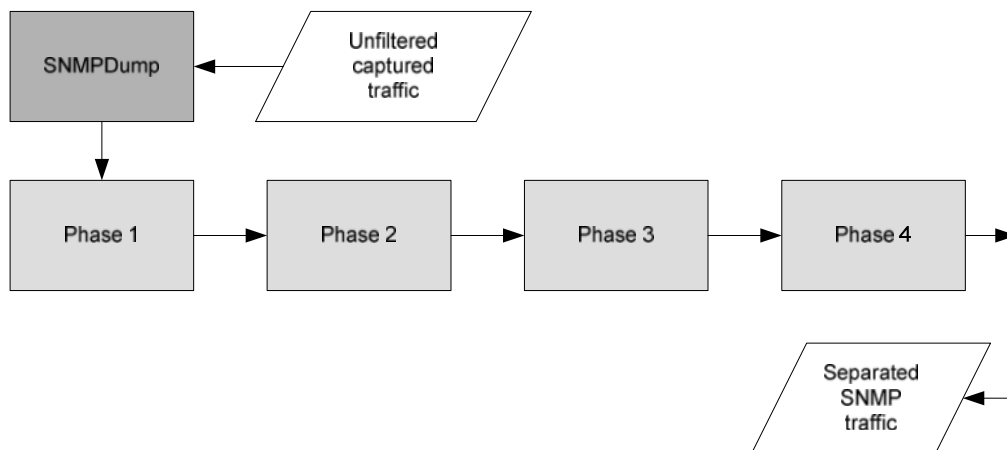 SNMPDump
Unfiltered
captured
traffic
Phase 1
Phase 2
Phase 3
Phase 4
Separated
SNMP
traffic